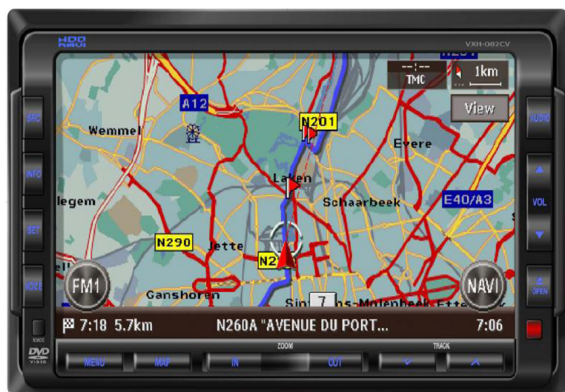 HDD
NAVI
VXH-082CV
--:--
TMC
1km
View
A12
N201
Wemmel
Evere
Laken
Schaarbeek
E40/A3
legem
N290
Jette
N2
FM1
NAVI
Ganshoren
7
7:18 5.7km
N260A "AVENUE DU PORT...
7:06
INFO
SET
AUDIO
VOL
OPEN
DVD
VIDEO
ZOOM
TRACK
MENU
MAP
IN
OUT